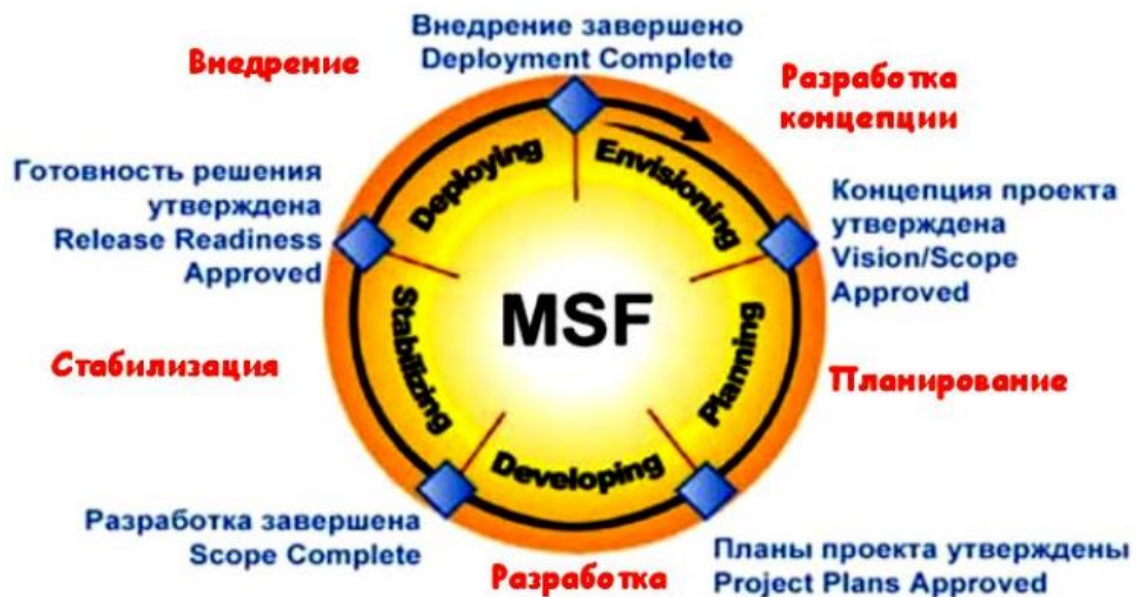 Внедрение завершено
Deployment Complete
Внедрение
Разработка
концепции
Deploying
Envisioning
Готовность решения
утверждена
Release Readiness
Approved
Концепция проекта
утверждена
Vision/Scope
Approved
MSF
Stabilizing
Planning
Стабилизация
Планирование
Developing
Разработка завершена
Scope Complete
Разработка
Планы проекта утверждены
Project Plans Approved